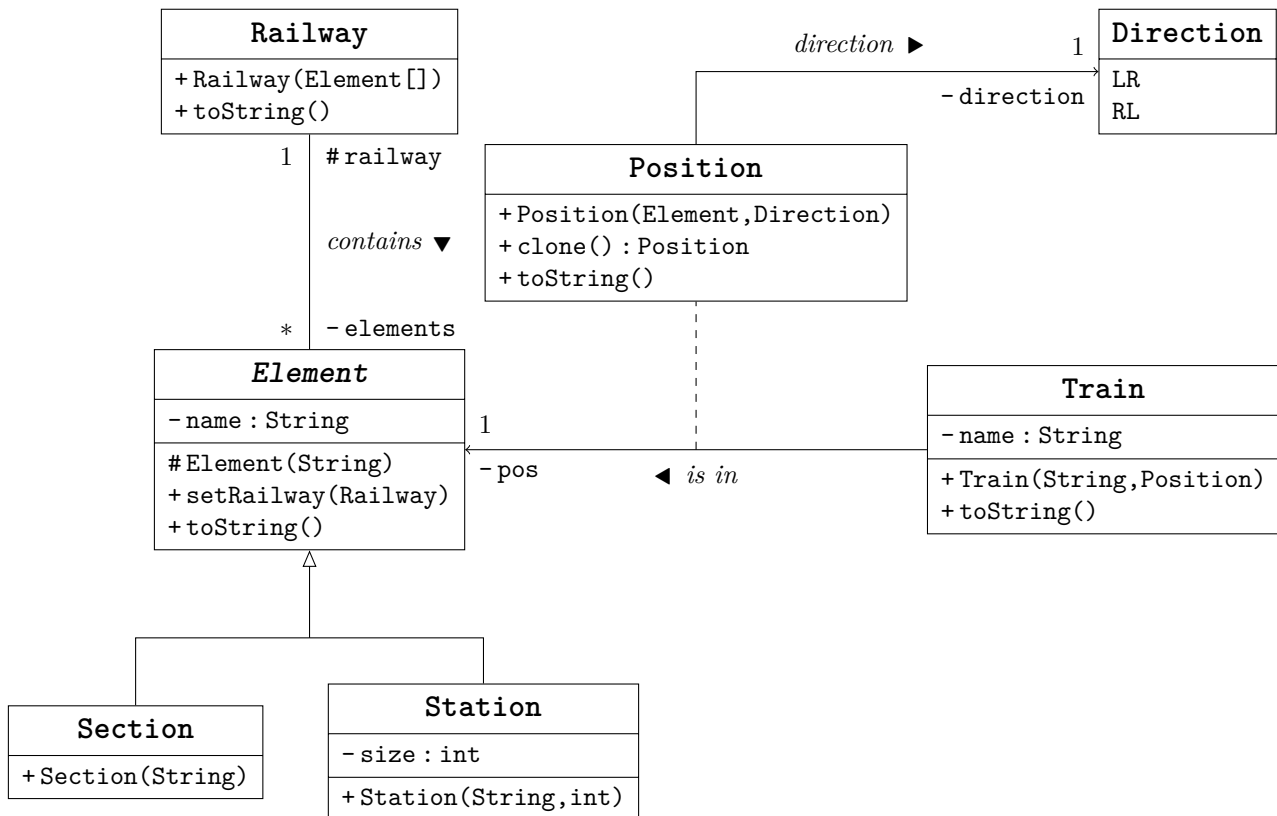 Railway
+ Railway(Element[])
+ toString()
direction ▶
1
- direction
Direction
LR
RL
1
# railway
contains ▼
*
- elements
Position
+ Position(Element,Direction)
+ clone() : Position
+ toString()
Element
- name : String
# Element(String)
+ setRailway(Railway)
+ toString()
1
- pos
◀ is in
Train
- name : String
+ Train(String,Position)
+ toString()
Section
+ Section(String)
Station
- size : int
+ Station(String,int)